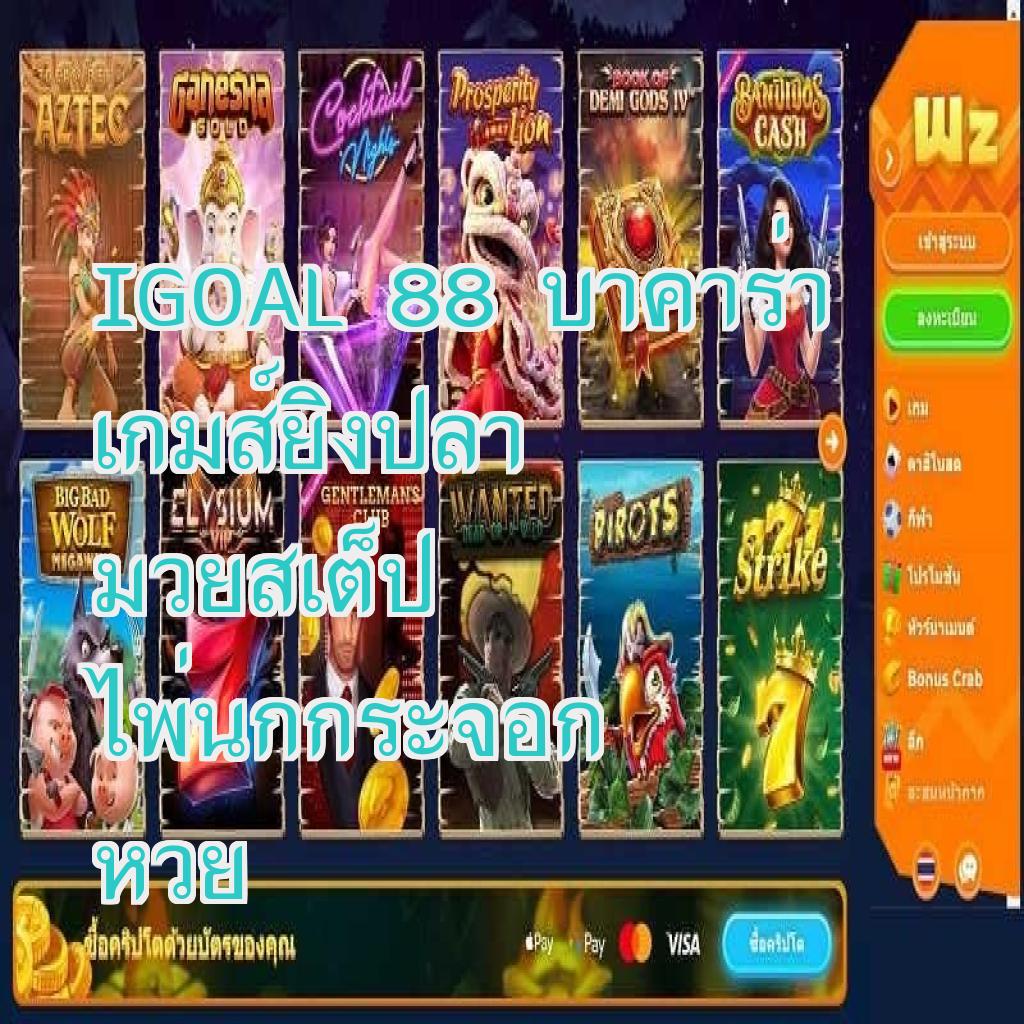 AZTEC
Ganesha
GOLD
Cocktail
Nights
Prosperity
Lion
BOOK OF
DEMI GODS IV
BANDIDOS
CASH
Wz
เข้าสู่ระบบ
ลงทะเบียน
IGOAL 88 บาคารา
เกมส์ยิงปลา
มวยสเต็ป
ไพ่นกกระจอก
หวย
เกม
คาสิโนสด
กีฬา
โปรโมชั่น
ทัวร์นาเมนต์
Bonus Crab
อีก
BIG BAD
WOLF
MEGAWAYS
ELYSIUM
VIP
GENTLEMAN'S
CLUB
WANTED
DEAD OR A WILD
PIROTS
777
Strike
7
ซื้อคริปโตด้วยบัตรของคุณ
Pay
Pay
VISA
ซื้อคริปโต